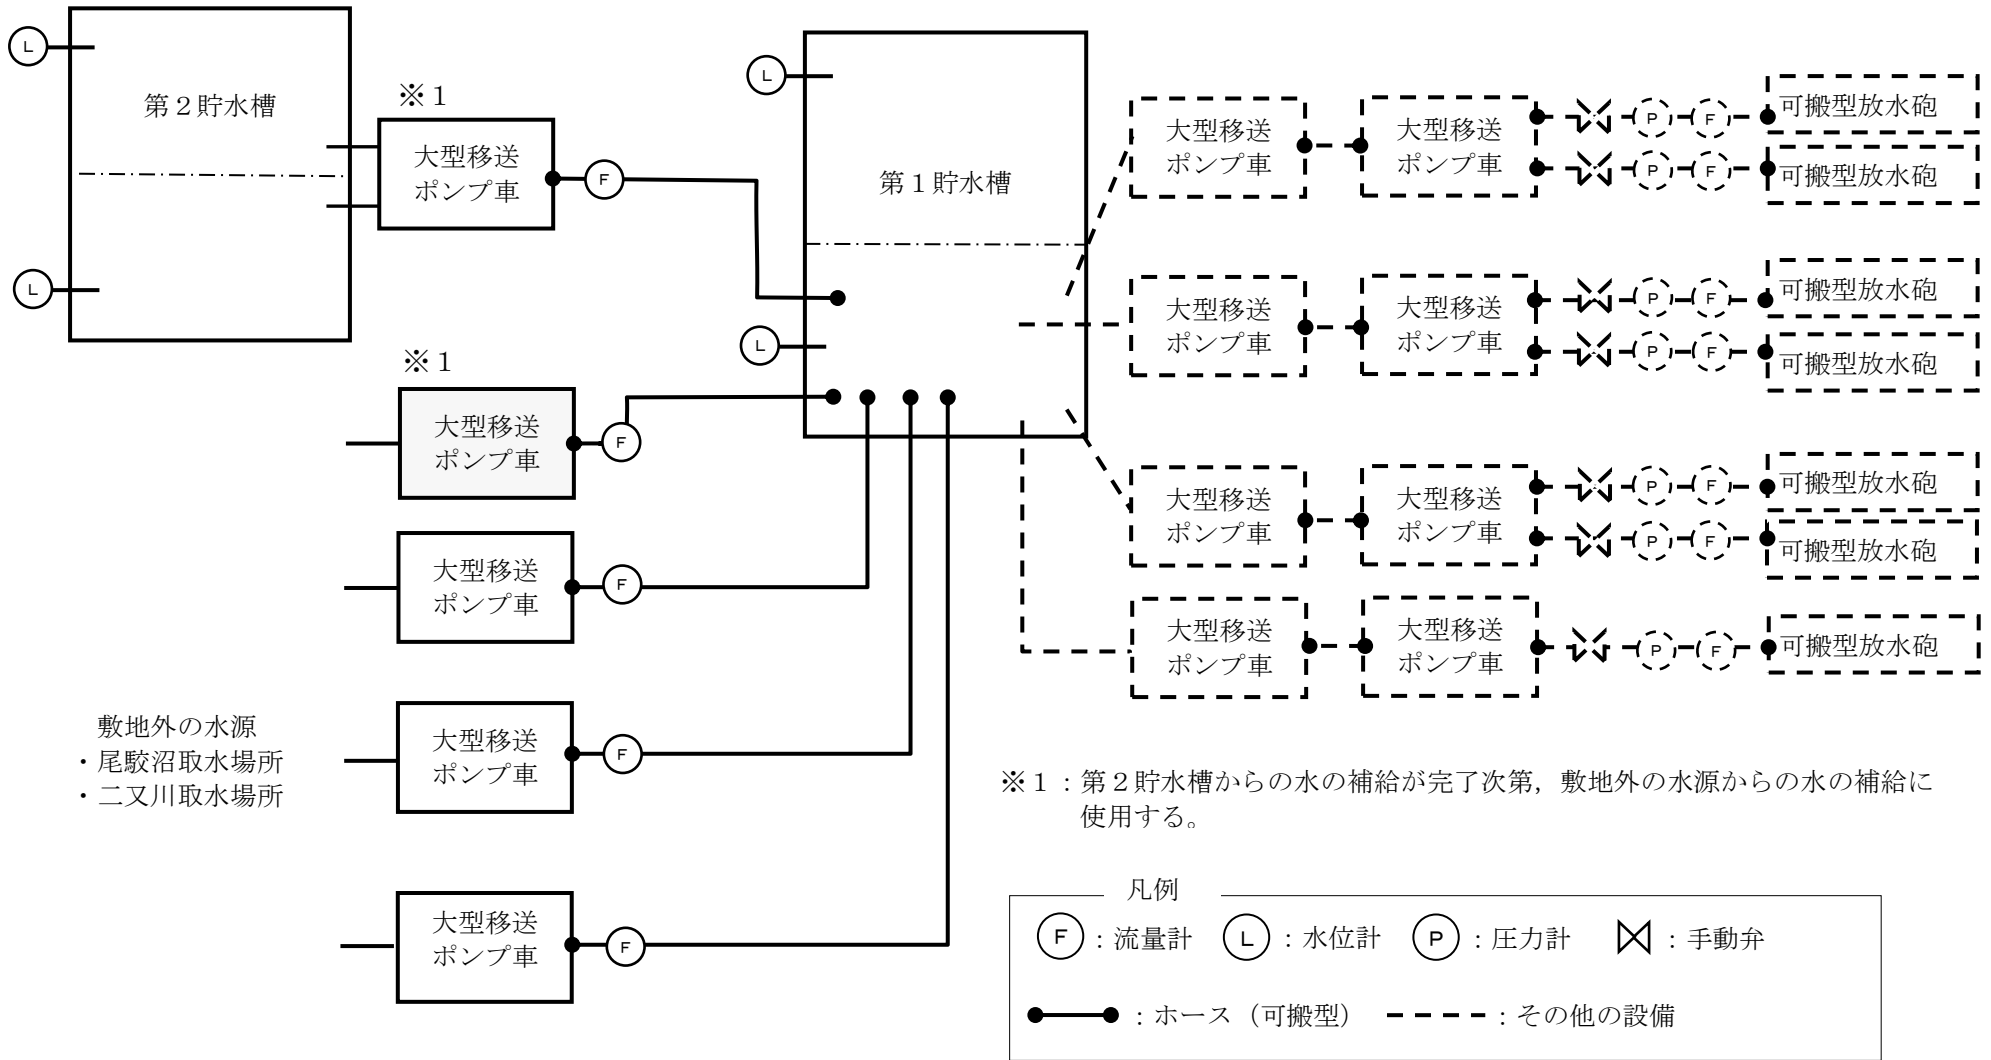 L
L
第２貯水槽
※１
大型移送
ポンプ車
F
L
L
第１貯水槽
※１
大型移送
ポンプ車
F
大型移送
ポンプ車
F
大型移送
ポンプ車
F
大型移送
ポンプ車
F
敷地外の水源
・尾駮沼取水場所
・二又川取水場所
大型移送
ポンプ車
大型移送
ポンプ車
P F 可搬型放水砲
P F 可搬型放水砲
大型移送
ポンプ車
大型移送
ポンプ車
P F 可搬型放水砲
P F 可搬型放水砲
大型移送
ポンプ車
大型移送
ポンプ車
P F 可搬型放水砲
P F 可搬型放水砲
大型移送
ポンプ車
大型移送
ポンプ車
P F 可搬型放水砲
※１：第２貯水槽からの水の補給が完了次第，敷地外の水源からの水の補給に
使用する。
凡例
F ：流量計 L ：水位計 P ：圧力計 ：手動弁
：ホース（可搬型） ：その他の設備